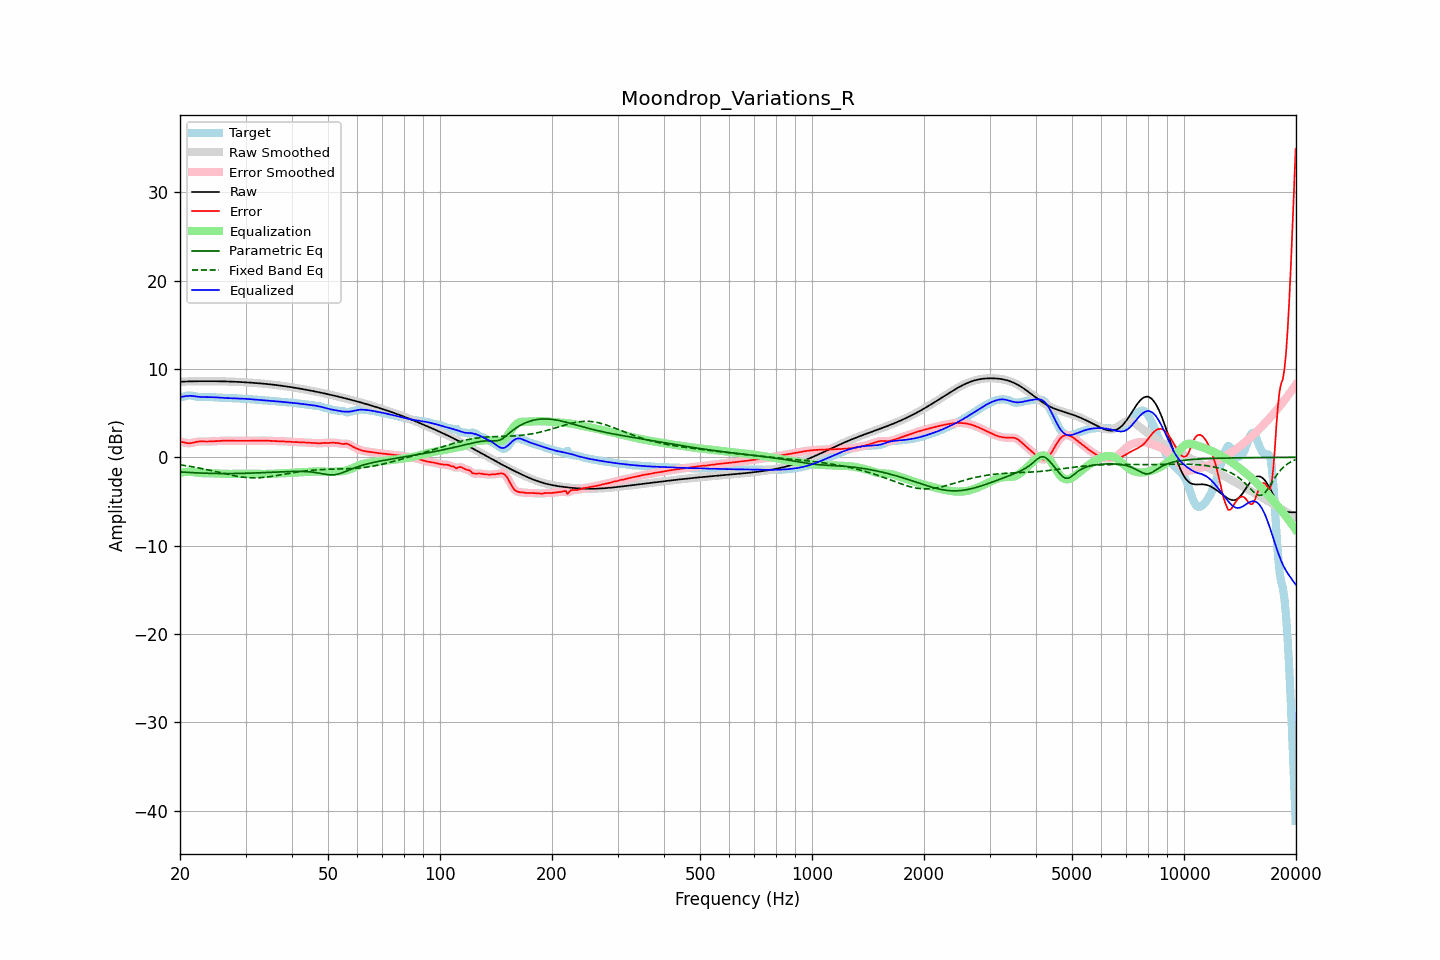 Moondrop_Variations_R
Target
Raw Smoothed
Error Smoothed
Raw
Error
Equalization
Parametric Eq
Fixed Band Eq
Equalized
30
20
10
0
−10
−20
−30
−40
Amplitude (dBr)
20 50 100 200 500 1000 2000 5000 10000 20000
Frequency (Hz)